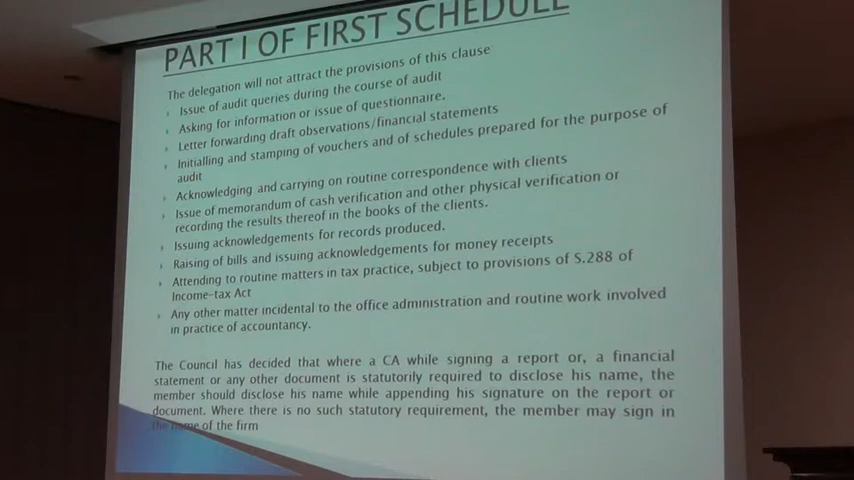 PART I OF FIRST SCHEDULE
The delegation will not attract the provisions of this clause
Issue of audit queries during the course of audit
Asking for information or issue of questionnaire.
Letter forwarding draft observations/financial statements
Initialling and stamping of vouchers and of schedules prepared for the purpose of
audit
Acknowledging and carrying on routine correspondence with clients
Issue of memorandum of cash verification and other physical verification or
recording the results thereof in the books of the clients.
Issuing acknowledgements for records produced.
Raising of bills and issuing acknowledgements for money receipts
Attending to routine matters in tax practice, subject to provisions of S.288 of
Income-tax Act
Any other matter incidental to the office administration and routine work involved
in practice of accountancy.
The Council has decided that where a CA while signing a report or, a financial
statement or any other document is statutorily required to disclose his name, the
member should disclose his name while appending his signature on the report or
document. Where there is no such statutory requirement, the member may sign in
the name of the firm